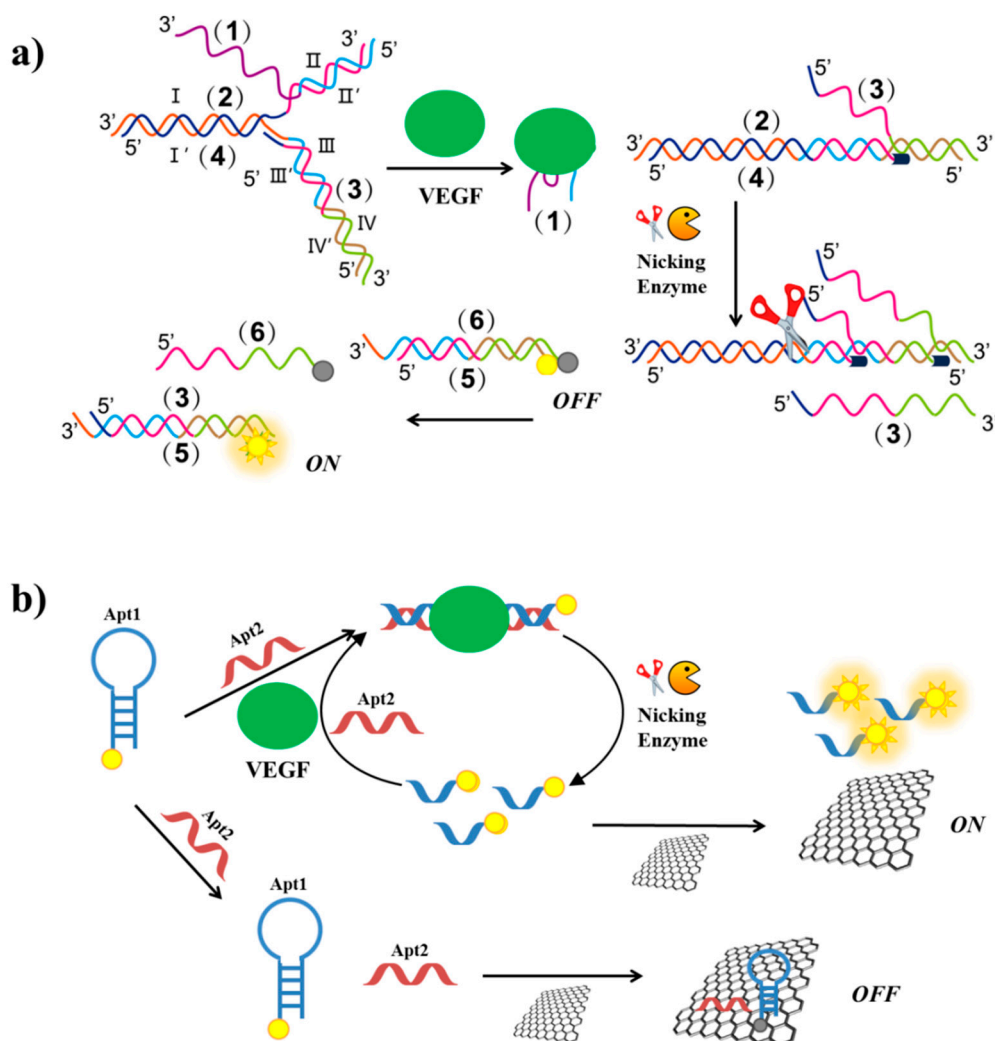 a)
3'
(1)
II
3'
5'
II'
I
(2)
3'
5'
I'
(4)
III
5'
III'
(3)
IV
IV'
5'
3'
VEGF
(1)
5'
(3)
3'
(2)
3'
5'
(4)
5'
Nicking
Enzyme
5'
5'
3'
3'
5'
5'
5'
(3)
3'
5'
(6)
(6)
3'
5'
(5)
OFF
(3)
5'
3'
(5)
ON
b)
Apt1
Apt2
VEGF
Apt2
Nicking
Enzyme
ON
Apt2
Apt1
Apt2
OFF